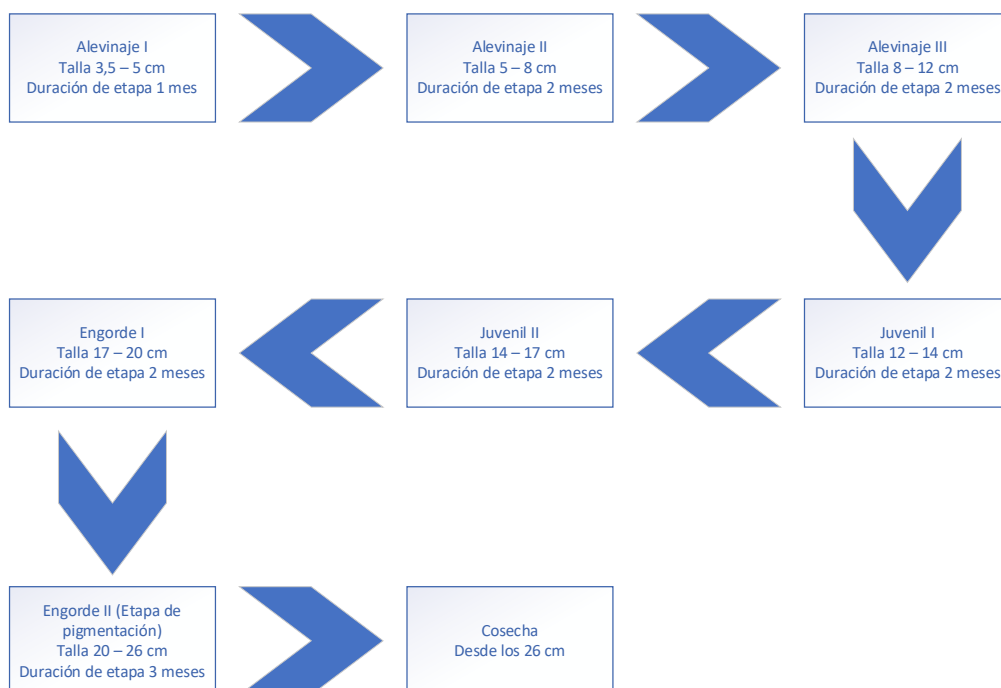 Alevinaje I
Talla 3,5 – 5 cm
Duración de etapa 1 mes
Alevinaje II
Talla 5 – 8 cm
Duración de etapa 2 meses
Alevinaje III
Talla 8 – 12 cm
Duración de etapa 2 meses
Juvenil I
Talla 12 – 14 cm
Duración de etapa 2 meses
Juvenil II
Talla 14 – 17 cm
Duración de etapa 2 meses
Engorde I
Talla 17 – 20 cm
Duración de etapa 2 meses
Engorde II (Etapa de
pigmentación)
Talla 20 – 26 cm
Duración de etapa 3 meses
Cosecha
Desde los 26 cm